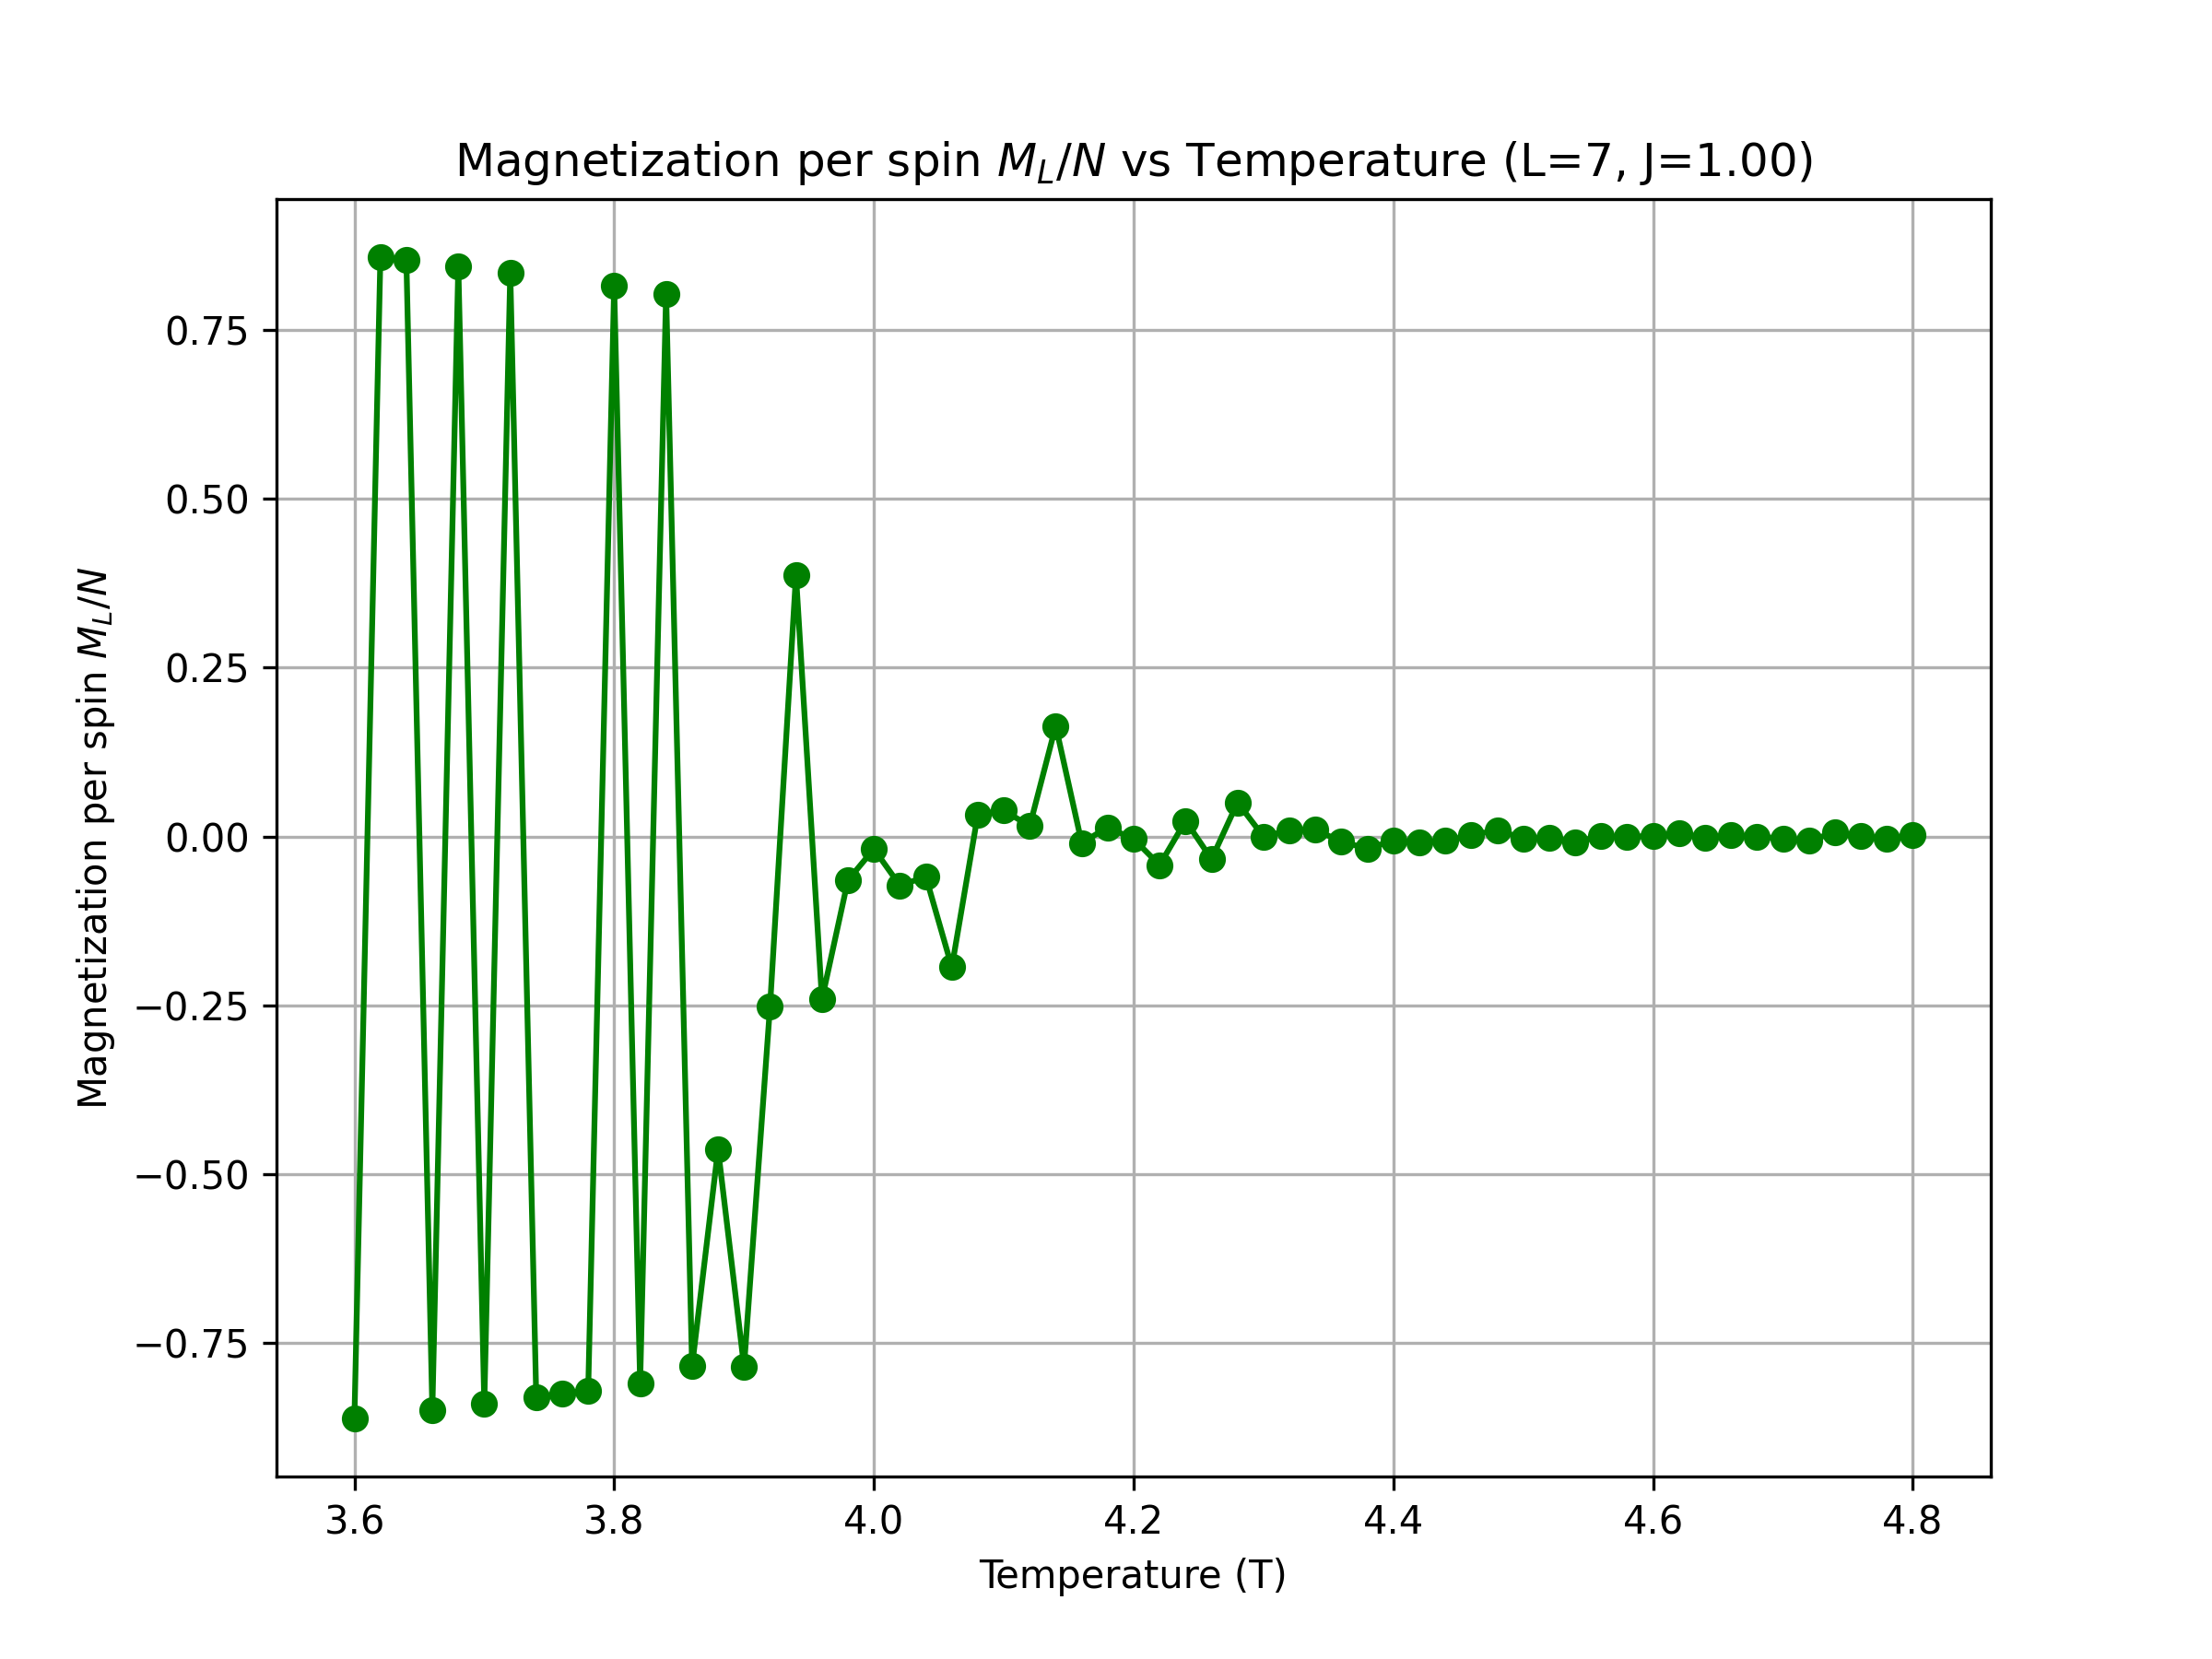 Magnetization per spin M_L/N vs Temperature (L=7, J=1.00)
Magnetization per spin M_L/N
0.75
0.50
0.25
0.00
−0.25
−0.50
−0.75
3.6 3.8 4.0 4.2 4.4 4.6 4.8
Temperature (T)